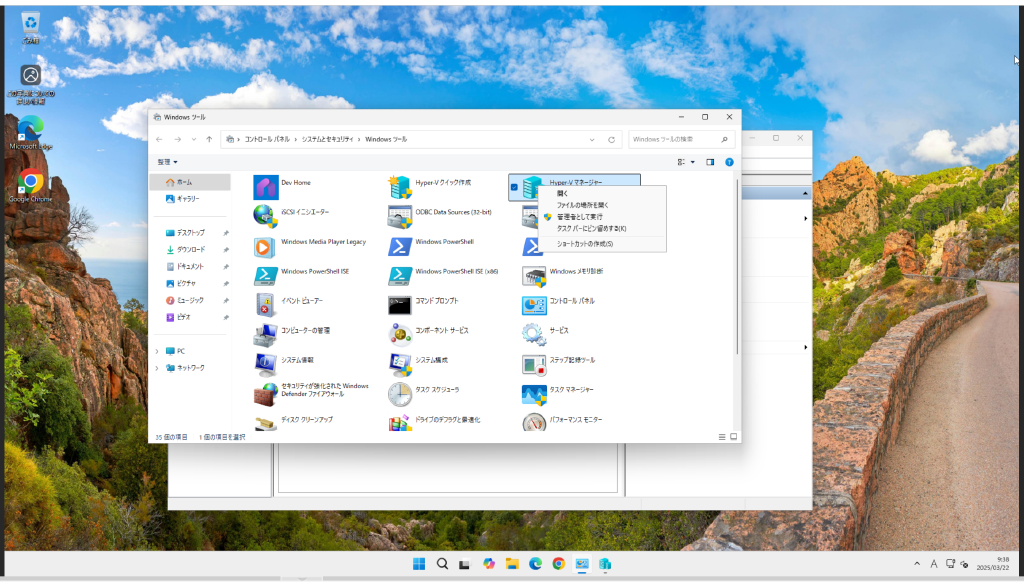 ごみ箱
Microsoft Edge
Google Chrome
Windows ツール
コントロール パネル > システムとセキュリティ > Windows ツール
Windows ツールの検索
整理
ホーム
ギャラリー
デスクトップ
ダウンロード
ドキュメント
ピクチャ
ミュージック
ビデオ
PC
ネットワーク
Dev Home
Hyper-V クイック作成
Hyper-V マネージャー
iSCSI イニシエーター
ODBC Data Sources (32-bit)
Windows Media Player Legacy
Windows PowerShell
Windows PowerShell ISE
Windows PowerShell ISE (x86)
Windows メモリ診断
イベント ビューアー
コマンド プロンプト
コントロール パネル
コンピューターの管理
コンポーネント サービス
サービス
システム情報
システム構成
ステップ記録ツール
セキュリティが強化された Windows
Defender ファイアウォール
タスク スケジューラ
タスク マネージャー
ディスク クリーンアップ
ドライブのデフラグと最適化
パフォーマンス モニター
開く
ファイルの場所を開く
管理者として実行
タスク バーにピン留めする(K)
ショートカットの作成(S)
35 個の項目
1 個の項目を選択
A
9:38
2025/03/22